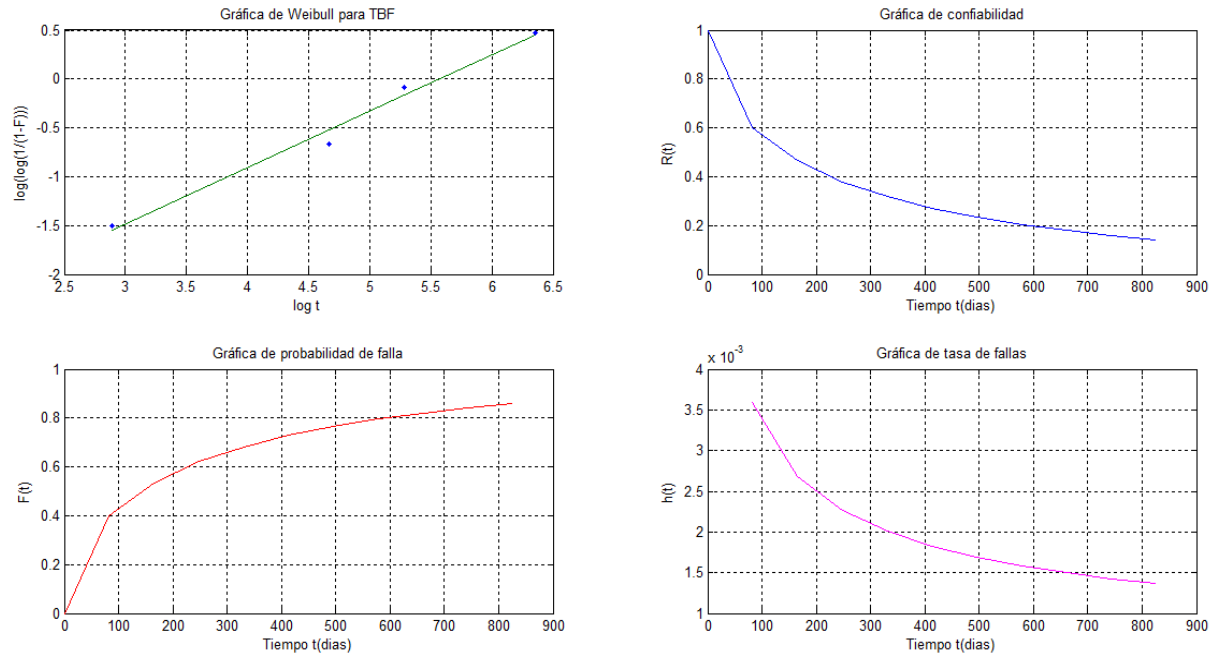 Gráfica de Weibull para TBF
log(log(1/(1-F)))
0.5
0
-0.5
-1
-1.5
-2
2.5 3 3.5 4 4.5 5 5.5 6 6.5
log t
Gráfica de confiabilidad
R(t)
1
0.8
0.6
0.4
0.2
0
0 100 200 300 400 500 600 700 800 900
Tiempo t(dias)
Gráfica de probabilidad de falla
F(t)
1
0.8
0.6
0.4
0.2
0
0 100 200 300 400 500 600 700 800 900
Tiempo t(dias)
Gráfica de tasa de fallas
x 10^-3
h(t)
4
3.5
3
2.5
2
1.5
1
0 100 200 300 400 500 600 700 800 900
Tiempo t(dias)